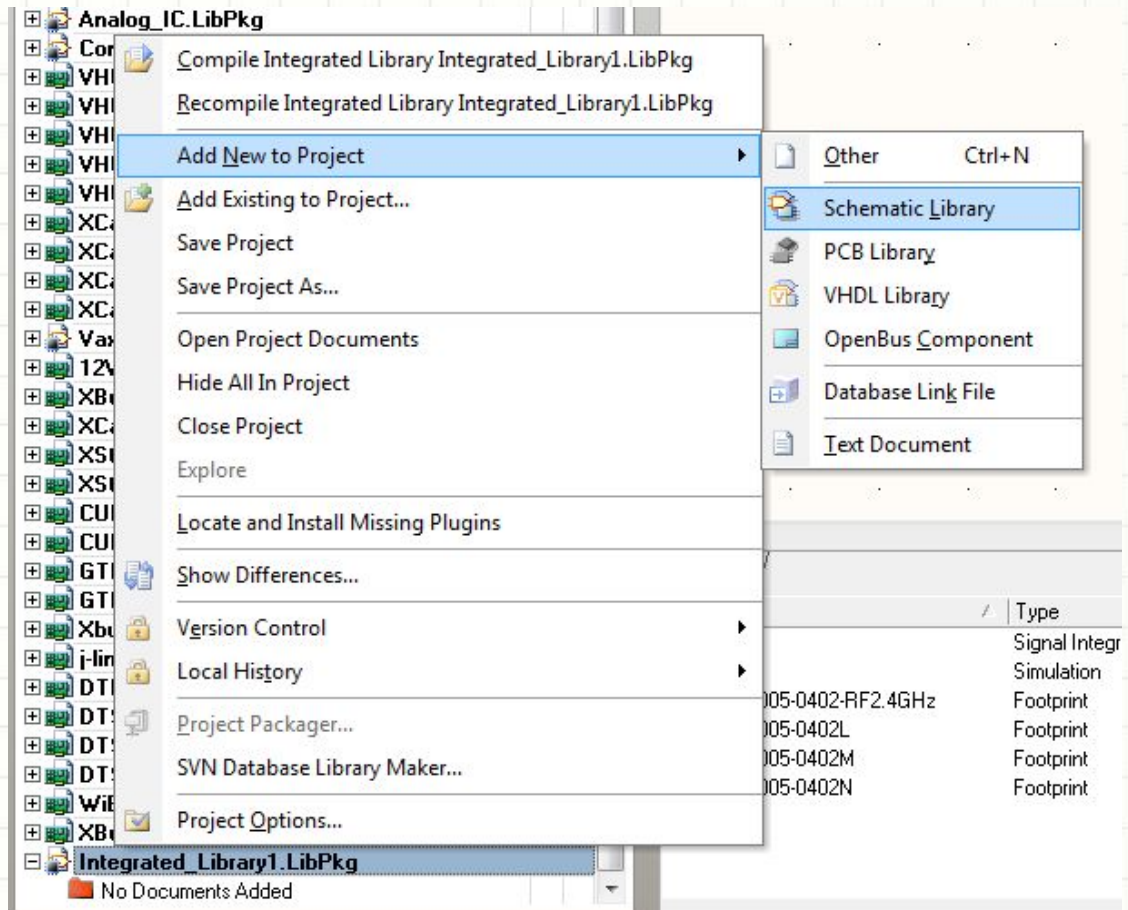 Analog_IC.LibPkg
Cor
VHI
VHI
VHI
VHI
VHI
XCa
XCa
XCa
XCa
Vax
12V
XBu
XCa
XSt
XSt
CUI
CUI
GTI
GTI
Xbu
j-lin
DTI
DTS
DTS
DTS
WiE
XBu
Integrated_Library1.LibPkg
No Documents Added
Compile Integrated Library Integrated_Library1.LibPkg
Recompile Integrated Library Integrated_Library1.LibPkg
Add New to Project
Add Existing to Project...
Save Project
Save Project As...
Open Project Documents
Hide All In Project
Close Project
Explore
Locate and Install Missing Plugins
Show Differences...
Version Control
Local History
Project Packager...
SVN Database Library Maker...
Project Options...
Other Ctrl+N
Schematic Library
PCB Library
VHDL Library
OpenBus Component
Database Link File
Text Document
Type
Signal Integr
Simulation
005-0402-RF2.4GHz Footprint
005-0402L Footprint
005-0402M Footprint
005-0402N Footprint